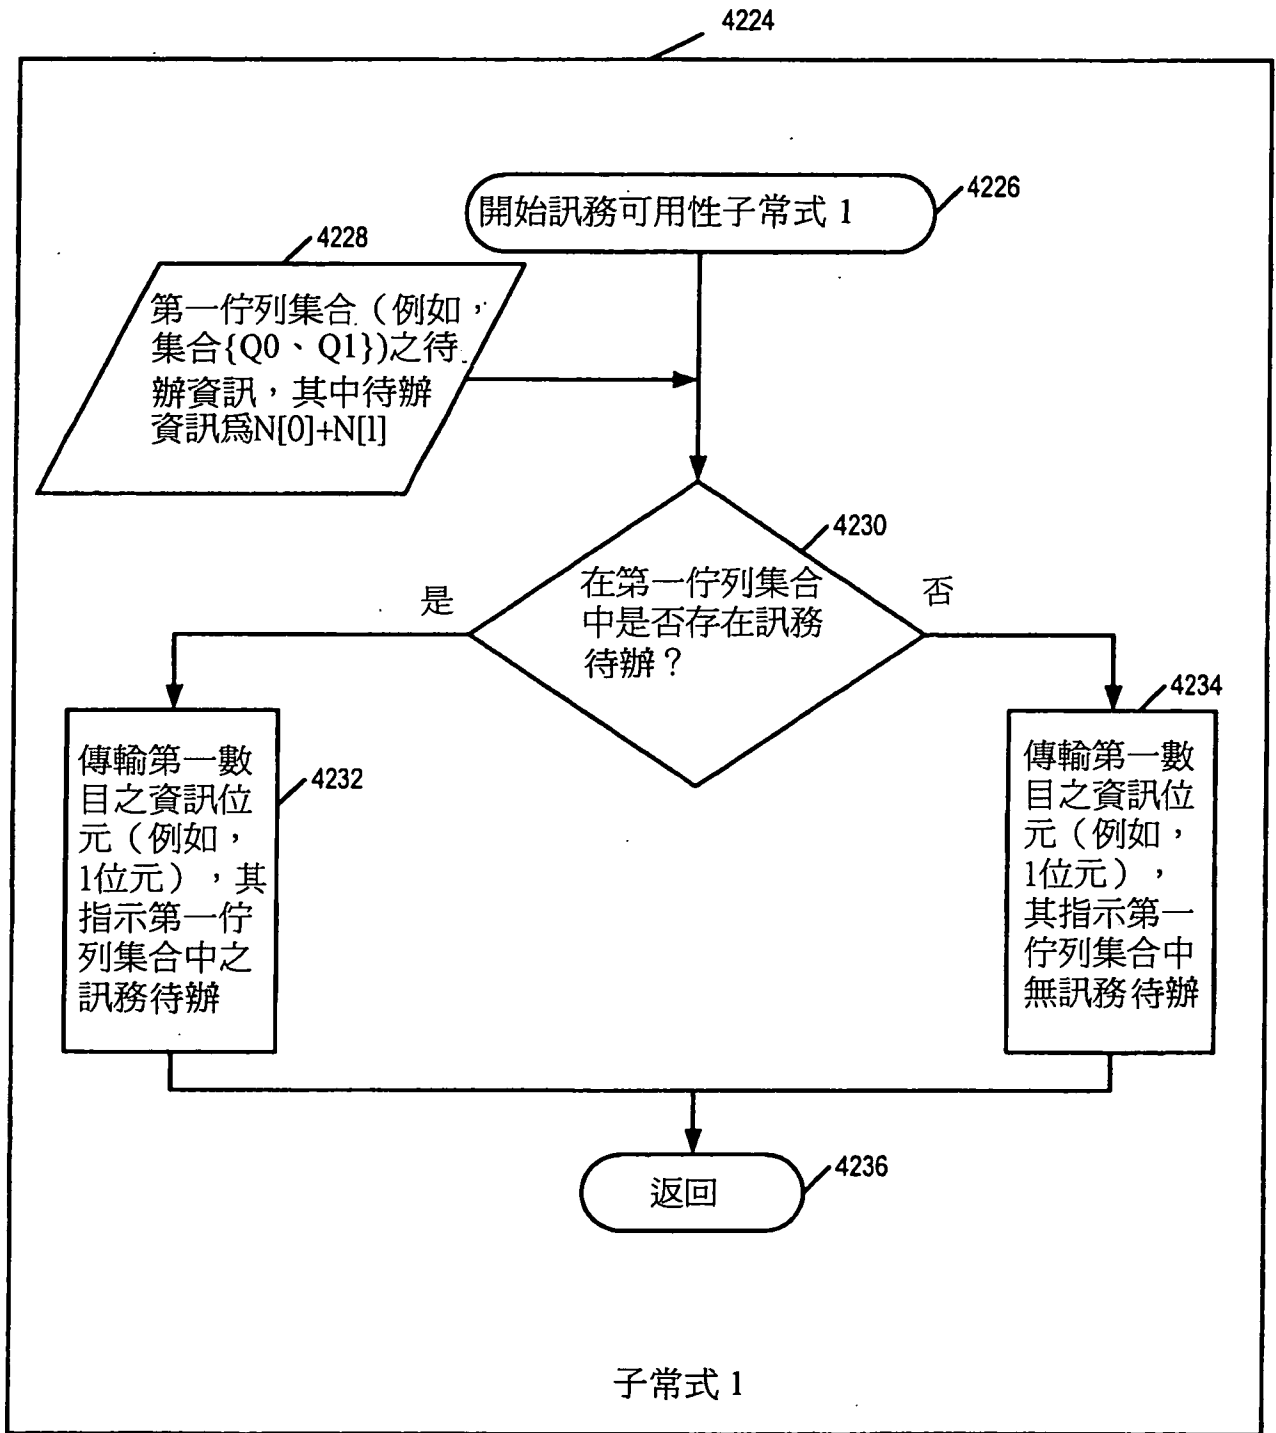 4224
開始訊務可用性子常式 1
4226
4228
第一佇列集合（例如，
集合{Q0、Q1})之待
辦資訊，其中待辦
資訊爲N[0]+N[1]
4230
在第一佇列集合
中是否存在訊務
待辦？
是
否
4232
傳輸第一數
目之資訊位
元（例如，
1位元），其
指示第一佇
列集合中之
訊務待辦
4234
傳輸第一數
目之資訊位
元（例如，
1位元），
其指示第一
佇列集合中
無訊務待辦
返回
4236
子常式 1